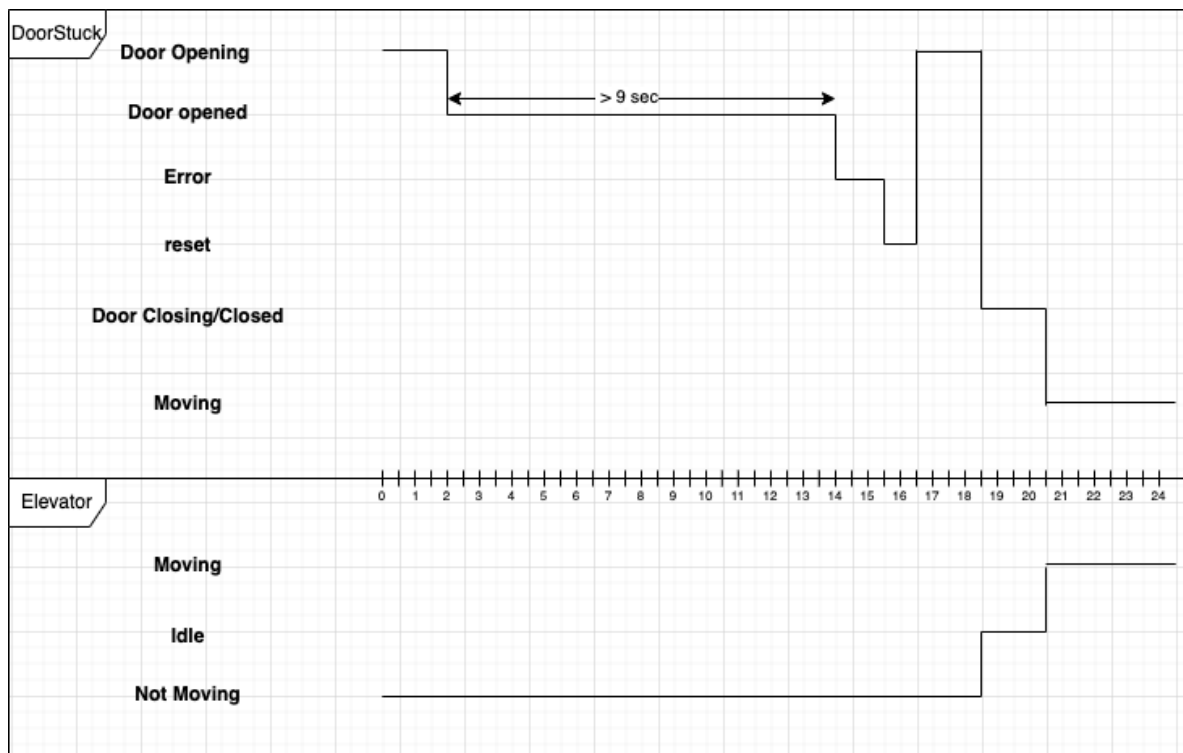 DoorStuck
Door Opening
> 9 sec
Door opened
Error
reset
Door Closing/Closed
Moving
0 1 2 3 4 5 6 7 8 9 10 11 12 13 14 15 16 17 18 19 20 21 22 23 24
Elevator
Moving
Idle
Not Moving